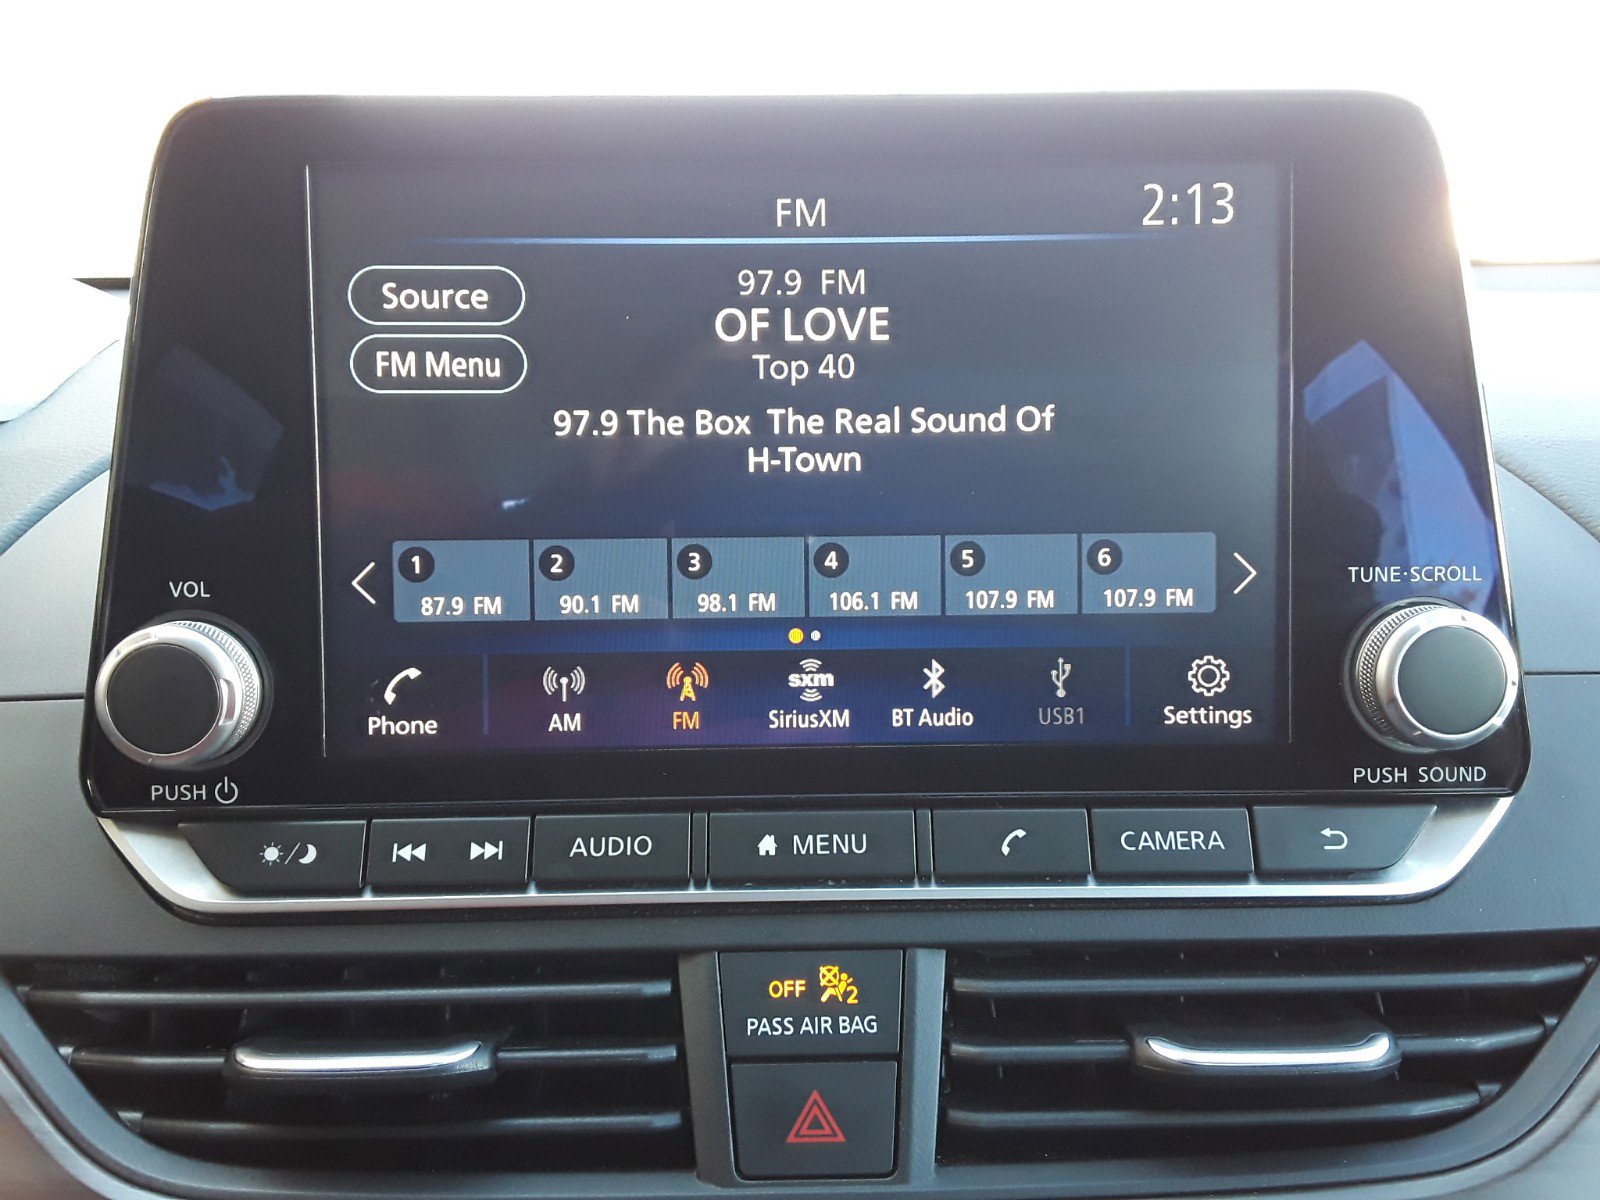 FM
2:13
Source
97.9 FM
OF LOVE
FM Menu
Top 40
97.9 The Box The Real Sound Of
H-Town
1 2 3 4 5 6
87.9 FM 90.1 FM 98.1 FM 106.1 FM 107.9 FM 107.9 FM
VOL
TUNE·SCROLL
sxm
Phone AM FM SiriusXM BT Audio USB1 Settings
PUSH
PUSH SOUND
AUDIO MENU CAMERA
OFF 2
PASS AIR BAG